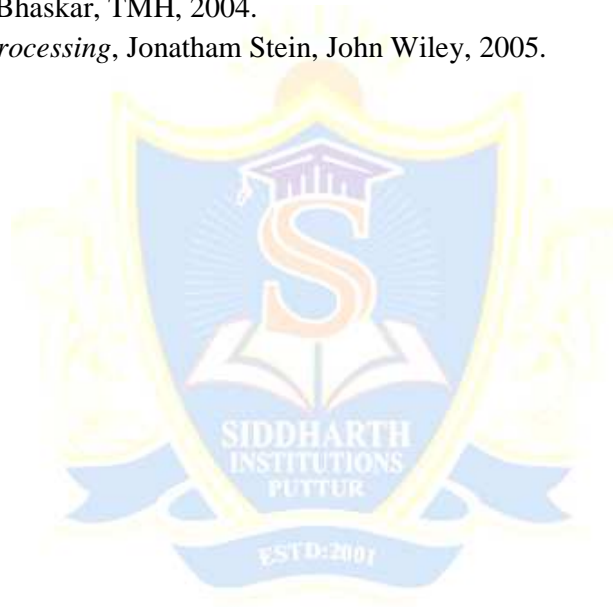 Bhaskar, TMH, 2004.
rocessing, Jonatham Stein, John Wiley, 2005.
S
SIDDHARTH
INSTITUTIONS
PUTTUR
ESTD:2001